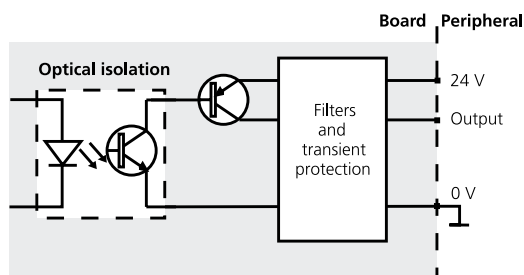 Board Peripheral
Optical isolation
24 V
Filters
and
transient
protection
Output
0 V